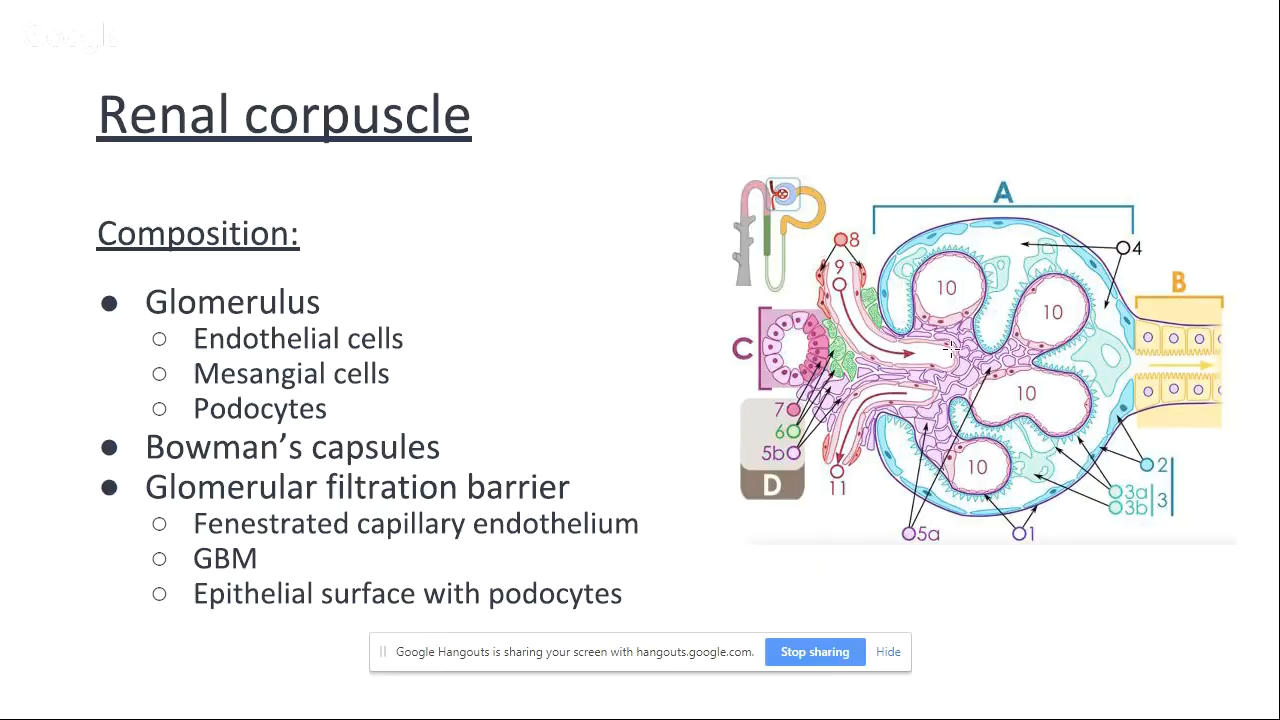 Renal corpuscle
Composition:
● Glomerulus
○ Endothelial cells
○ Mesangial cells
○ Podocytes
● Bowman’s capsules
● Glomerular filtration barrier
○ Fenestrated capillary endothelium
○ GBM
○ Epithelial surface with podocytes
A
8
4
9
10
B
10
C
10
7
6
5b
D
11
10
2
3a
3
3b
5a
1
Google Hangouts is sharing your screen with hangouts.google.com.
Stop sharing
Hide